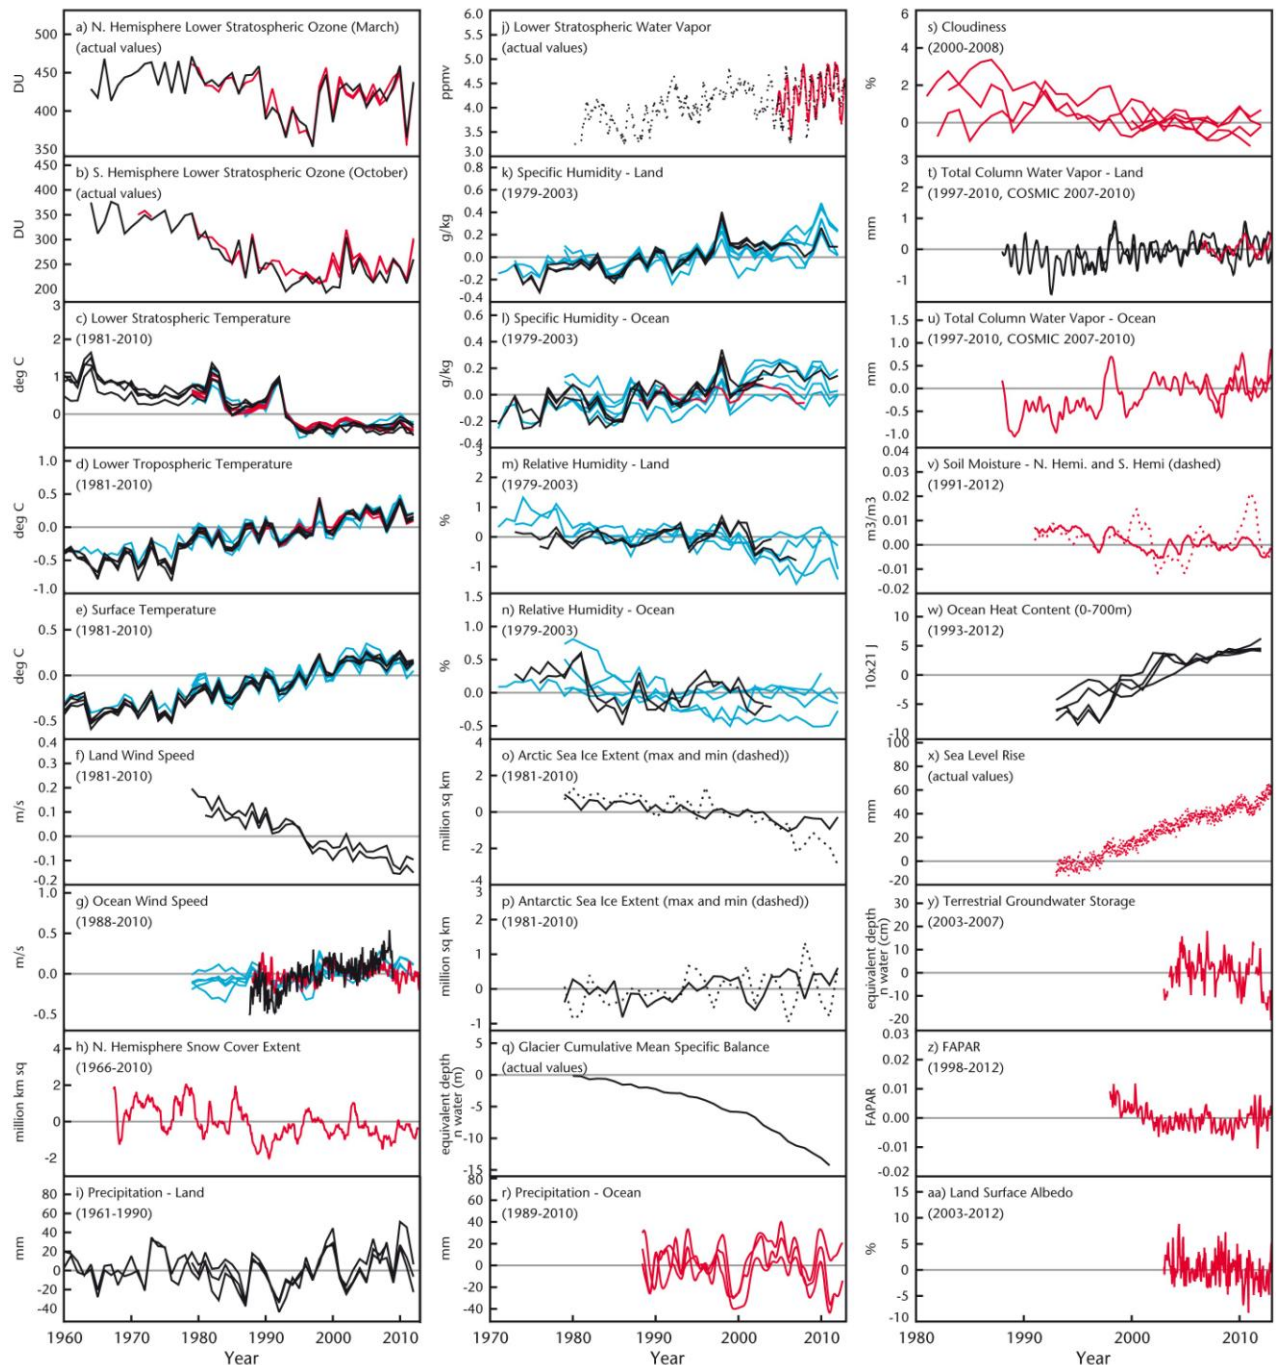 a) N. Hemisphere Lower Stratospheric Ozone (March)
(actual values)
DU
500
450
400
350
b) S. Hemisphere Lower Stratospheric Ozone (October)
(actual values)
DU
450
400
350
300
250
200
c) Lower Stratospheric Temperature
(1981-2010)
deg C
3
2
1
0
d) Lower Tropospheric Temperature
(1981-2010)
deg C
1.0
0.5
0.0
-0.5
-1.0
e) Surface Temperature
(1981-2010)
deg C
0.5
0.0
-0.5
f) Land Wind Speed
(1981-2010)
m/s
0.4
0.3
0.2
0.1
0.0
-0.1
-0.2
g) Ocean Wind Speed
(1988-2010)
m/s
1.0
0.5
0.0
-0.5
h) N. Hemisphere Snow Cover Extent
(1966-2010)
million km sq
4
2
0
-2
i) Precipitation - Land
(1961-1990)
mm
80
60
40
20
0
-20
-40
1960 1970 1980 1990 2000 2010
Year
j) Lower Stratospheric Water Vapor
(actual values)
ppmv
6.0
5.0
4.5
4.0
3.5
3.0
k) Specific Humidity - Land
(1979-2003)
g/kg
0.8
0.6
0.4
0.2
0.0
-0.2
-0.4
l) Specific Humidity - Ocean
(1979-2003)
g/kg
0.6
0.4
0.2
0.0
-0.2
-0.4
m) Relative Humidity - Land
(1979-2003)
%
3
2
1
0
-1
n) Relative Humidity - Ocean
(1979-2003)
%
1.5
1.0
0.5
0.0
-0.5
o) Arctic Sea Ice Extent (max and min (dashed))
(1981-2010)
million sq km
4
2
0
-2
-4
p) Antarctic Sea Ice Extent (max and min (dashed))
(1981-2010)
million sq km
3
2
1
0
-1
q) Glacier Cumulative Mean Specific Balance
(actual values)
equivalent depth
n water (m)
0
-5
-10
-15
r) Precipitation - Ocean
(1989-2010)
mm
80
60
40
20
0
-20
-40
1970 1980 1990 2000 2010
Year
s) Cloudiness
(2000-2008)
%
6
4
2
0
t) Total Column Water Vapor - Land
(1997-2010, COSMIC 2007-2010)
mm
3
2
1
0
-1
u) Total Column Water Vapor - Ocean
(1997-2010, COSMIC 2007-2010)
mm
1.5
1.0
0.5
0.0
-0.5
-1.0
v) Soil Moisture - N. Hemi. and S. Hemi (dashed)
(1991-2012)
m3/m3
0.04
0.03
0.02
0.01
0.00
-0.01
-0.02
w) Ocean Heat Content (0-700m)
(1993-2012)
10x21 J
10
5
0
-5
-10
x) Sea Level Rise
(actual values)
mm
100
80
60
40
20
0
-20
y) Terrestrial Groundwater Storage
(2003-2007)
equivalent depth
n water (cm)
30
20
10
0
-10
-20
z) FAPAR
(1998-2012)
FAPAR
0.03
0.02
0.01
0.00
-0.01
-0.02
aa) Land Surface Albedo
(2003-2012)
%
15
10
5
0
-5
-10
1980 1990 2000 2010
Year